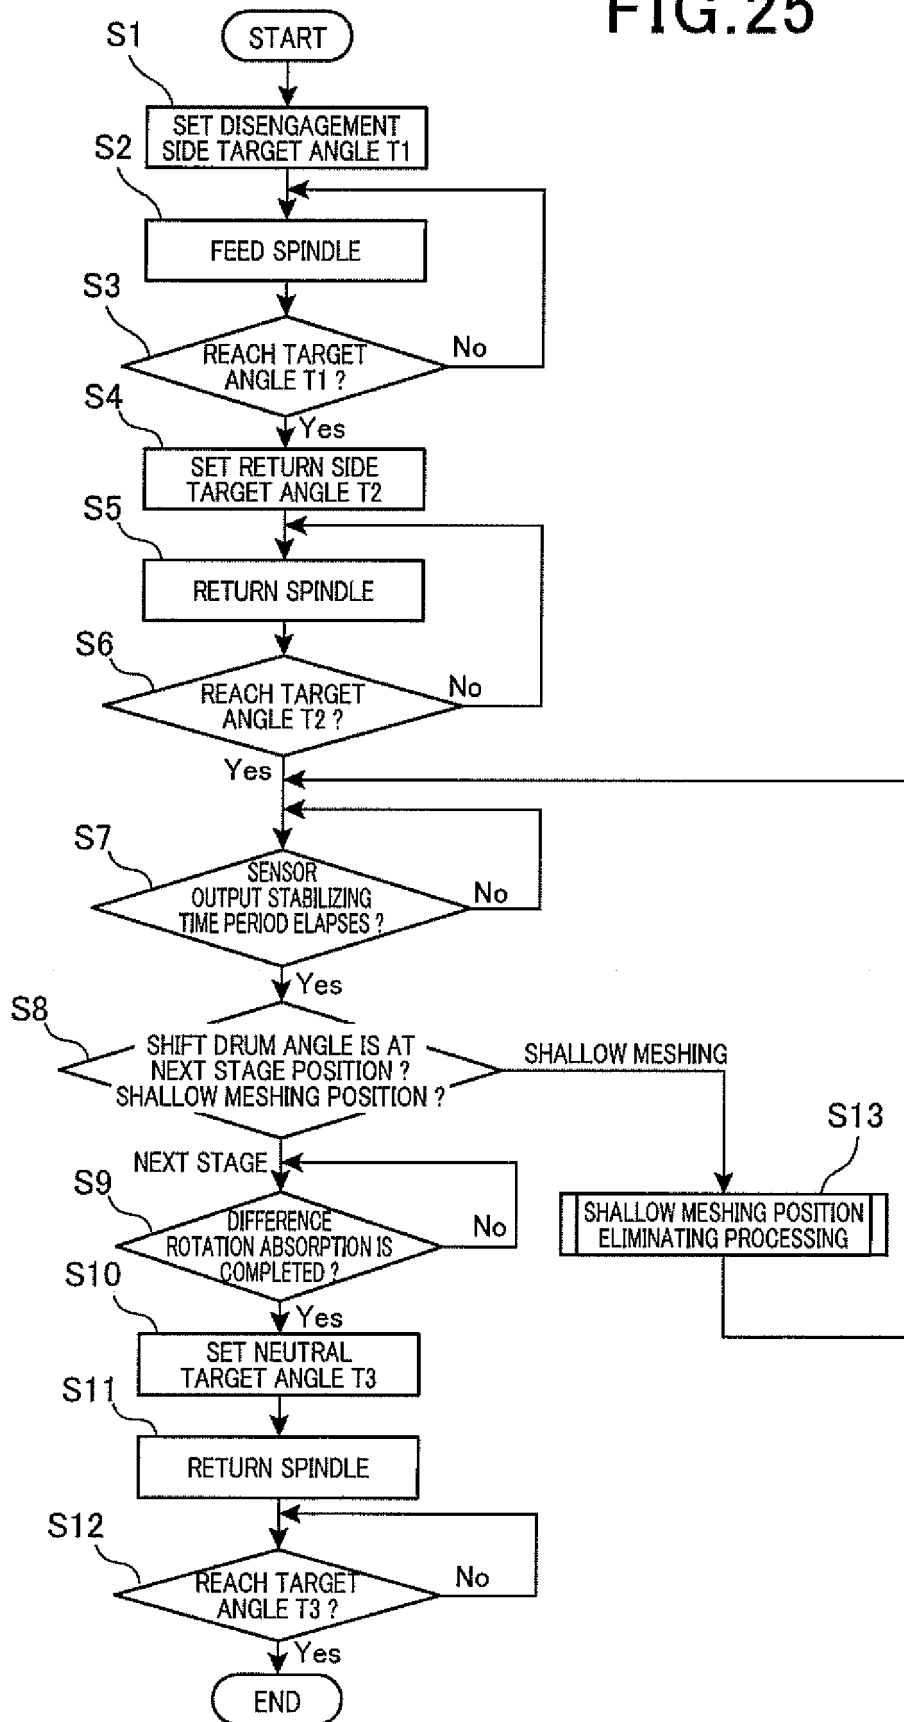 FIG.25
START
S1
SET DISENGAGEMENT
SIDE TARGET ANGLE T1
S2
FEED SPINDLE
S3
REACH TARGET
ANGLE T1 ?
No
Yes
S4
SET RETURN SIDE
TARGET ANGLE T2
S5
RETURN SPINDLE
S6
REACH TARGET
ANGLE T2 ?
No
Yes
S7
SENSOR
OUTPUT STABILIZING
TIME PERIOD ELAPSES ?
No
Yes
S8
SHIFT DRUM ANGLE IS AT
NEXT STAGE POSITION ?
SHALLOW MESHING POSITION ?
SHALLOW MESHING
S13
SHALLOW MESHING POSITION
ELIMINATING PROCESSING
NEXT STAGE
S9
DIFFERENCE
ROTATION ABSORPTION IS
COMPLETED ?
No
Yes
S10
SET NEUTRAL
TARGET ANGLE T3
S11
RETURN SPINDLE
S12
REACH TARGET
ANGLE T3 ?
No
Yes
END